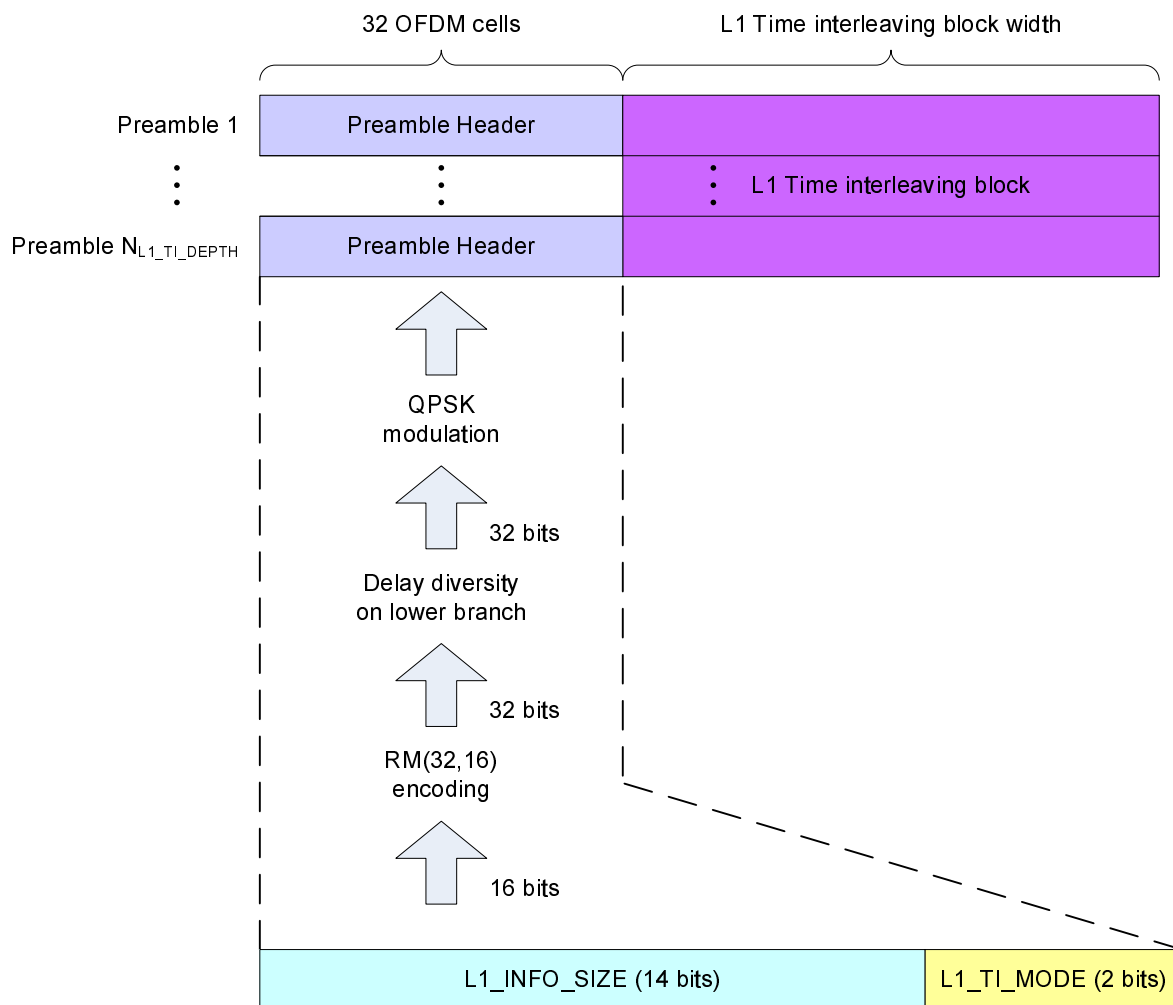 32 OFDM cells
L1 Time interleaving block width
Preamble 1
Preamble Header
L1 Time interleaving block
Preamble N_L1_TI_DEPTH
Preamble Header
QPSK
modulation
32 bits
Delay diversity
on lower branch
32 bits
RM(32,16)
encoding
16 bits
L1_INFO_SIZE (14 bits)
L1_TI_MODE (2 bits)